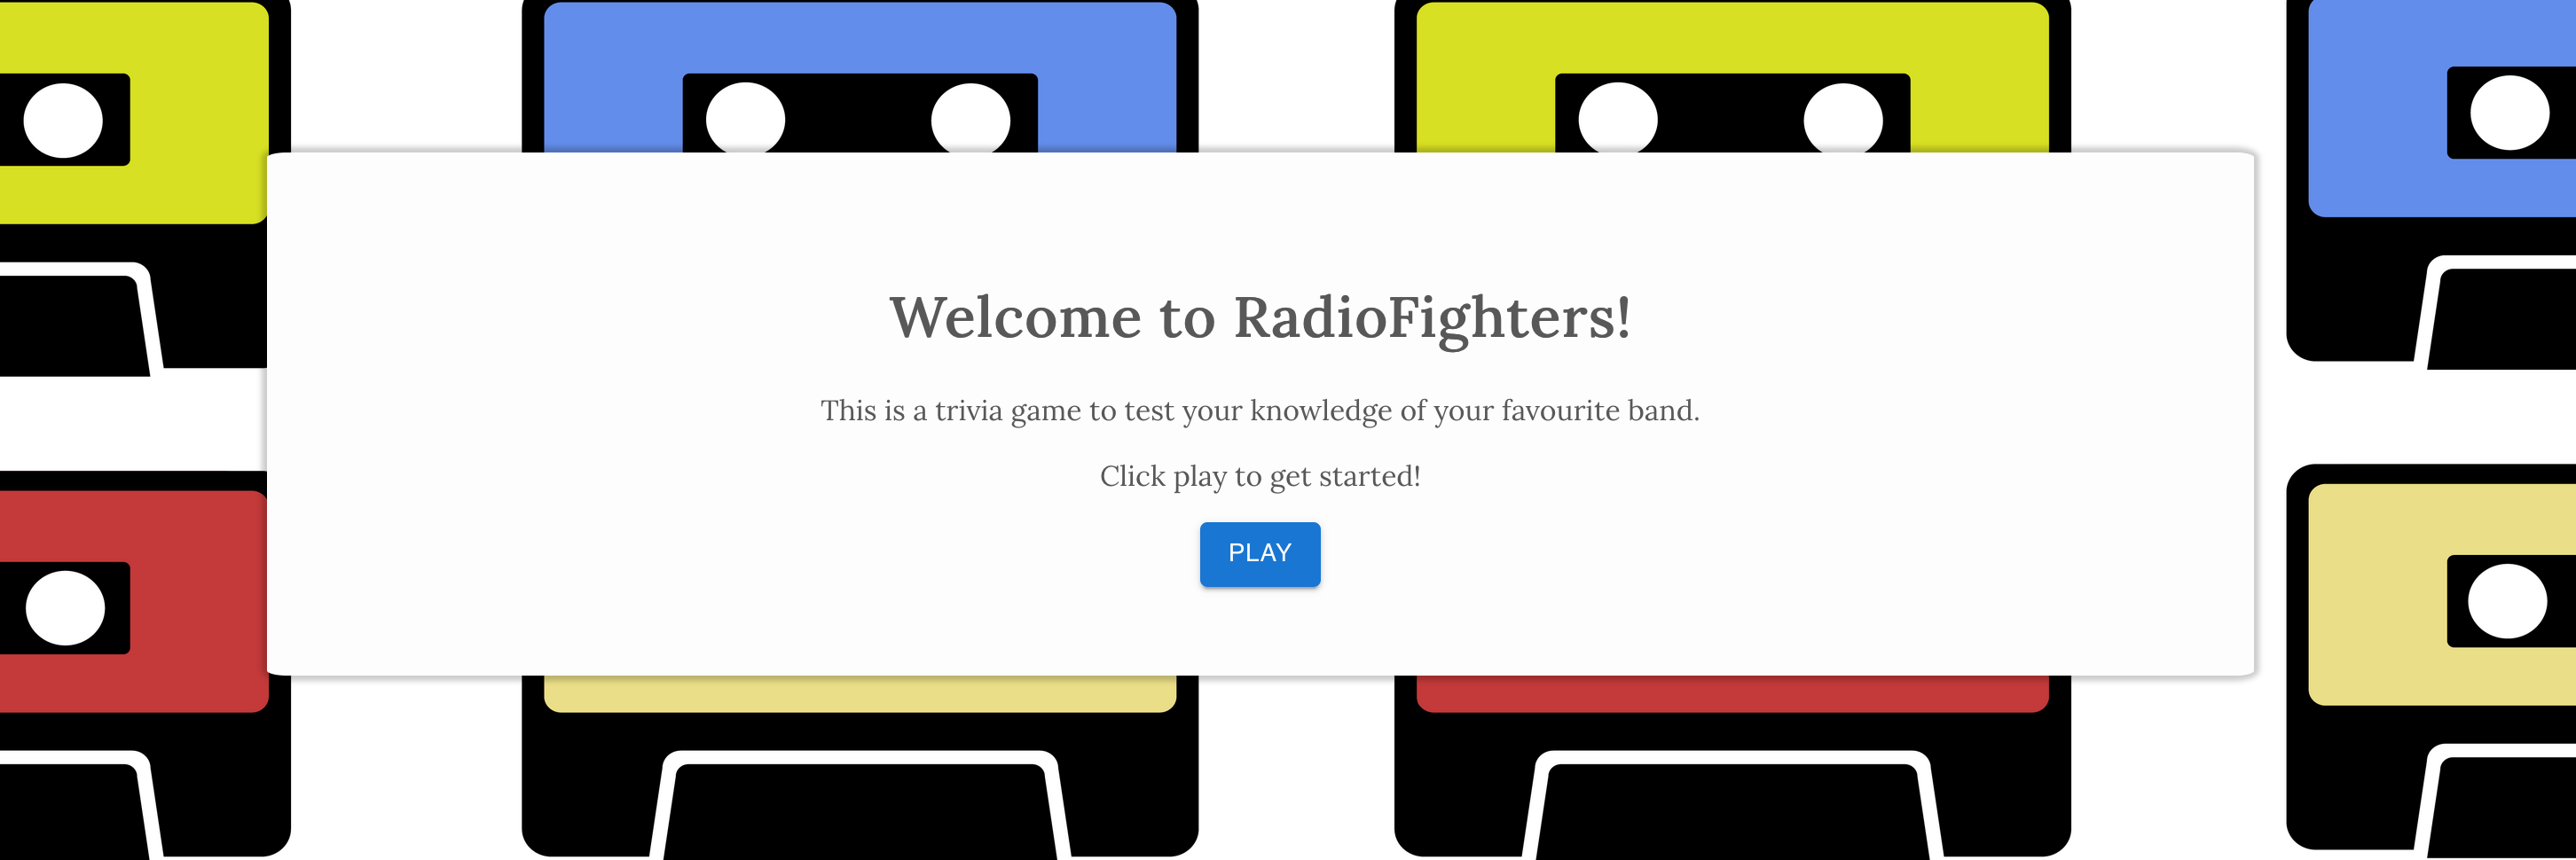 Welcome to RadioFighters!
This is a trivia game to test your knowledge of your favourite band.
Click play to get started!
PLAY